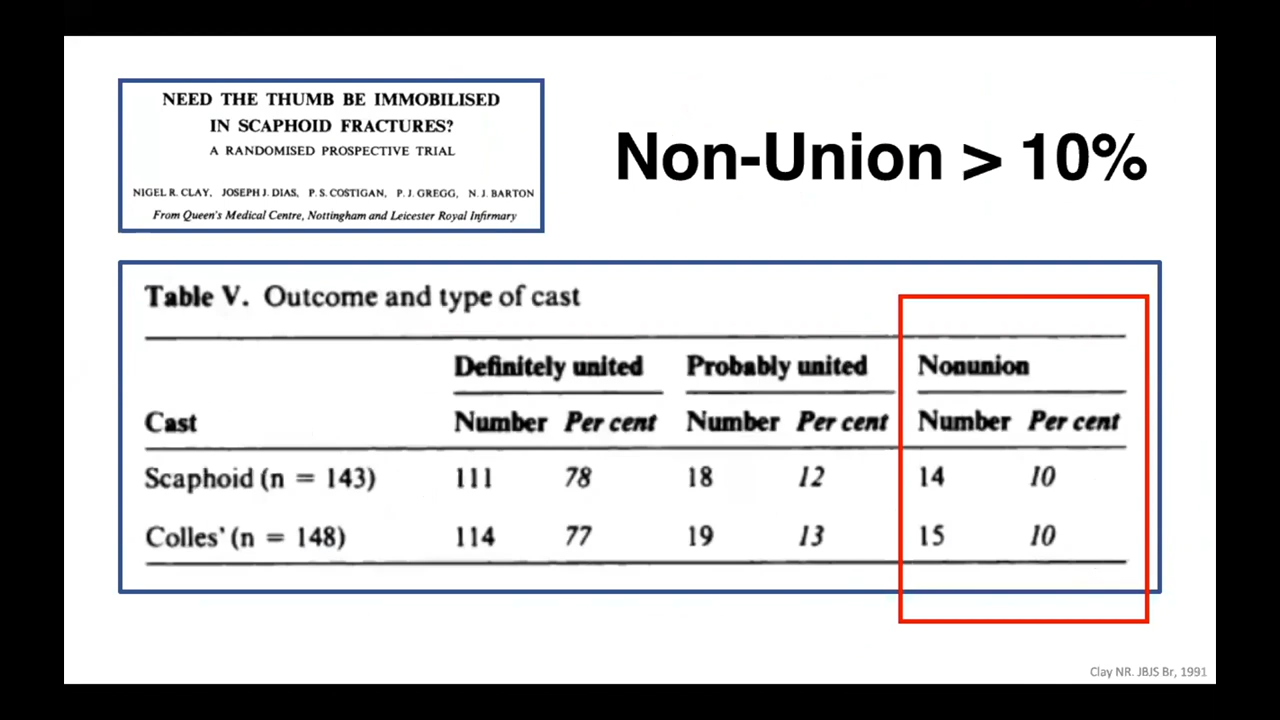 NEED THE THUMB BE IMMOBILISED
IN SCAPHOID FRACTURES?
A RANDOMISED PROSPECTIVE TRIAL
NIGEL R. CLAY, JOSEPH J. DIAS, P. S. COSTIGAN, P. J. GREGG, N. J. BARTON
From Queen's Medical Centre, Nottingham and Leicester Royal Infirmary
Non-Union > 10%
Table V. Outcome and type of cast
Definitely united Probably united Nonunion
Cast Number Per cent Number Per cent Number Per cent
Scaphoid (n = 143) 111 78 18 12 14 10
Colles' (n = 148) 114 77 19 13 15 10
Clay NR. JBJS Br, 1991